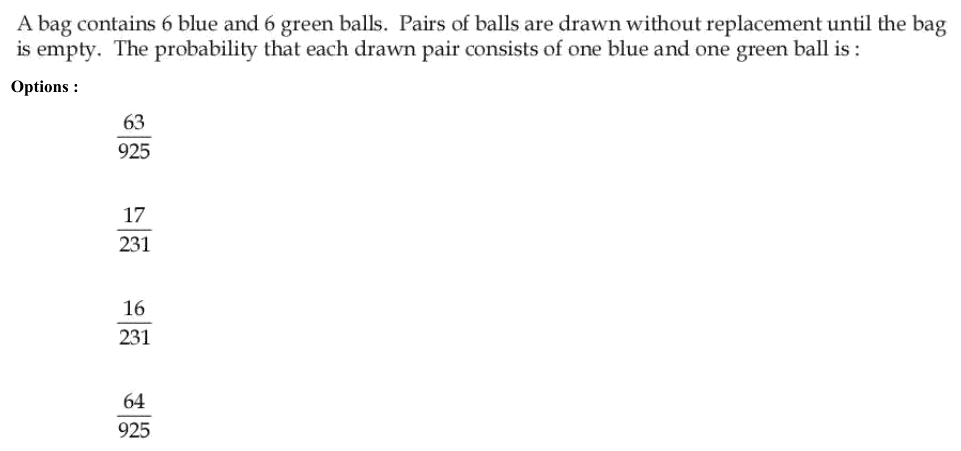 A bag contains 6 blue and 6 green balls. Pairs of balls are drawn without replacement until the bag
is empty. The probability that each drawn pair consists of one blue and one green ball is :
Options :
63
925
17
231
16
231
64
925